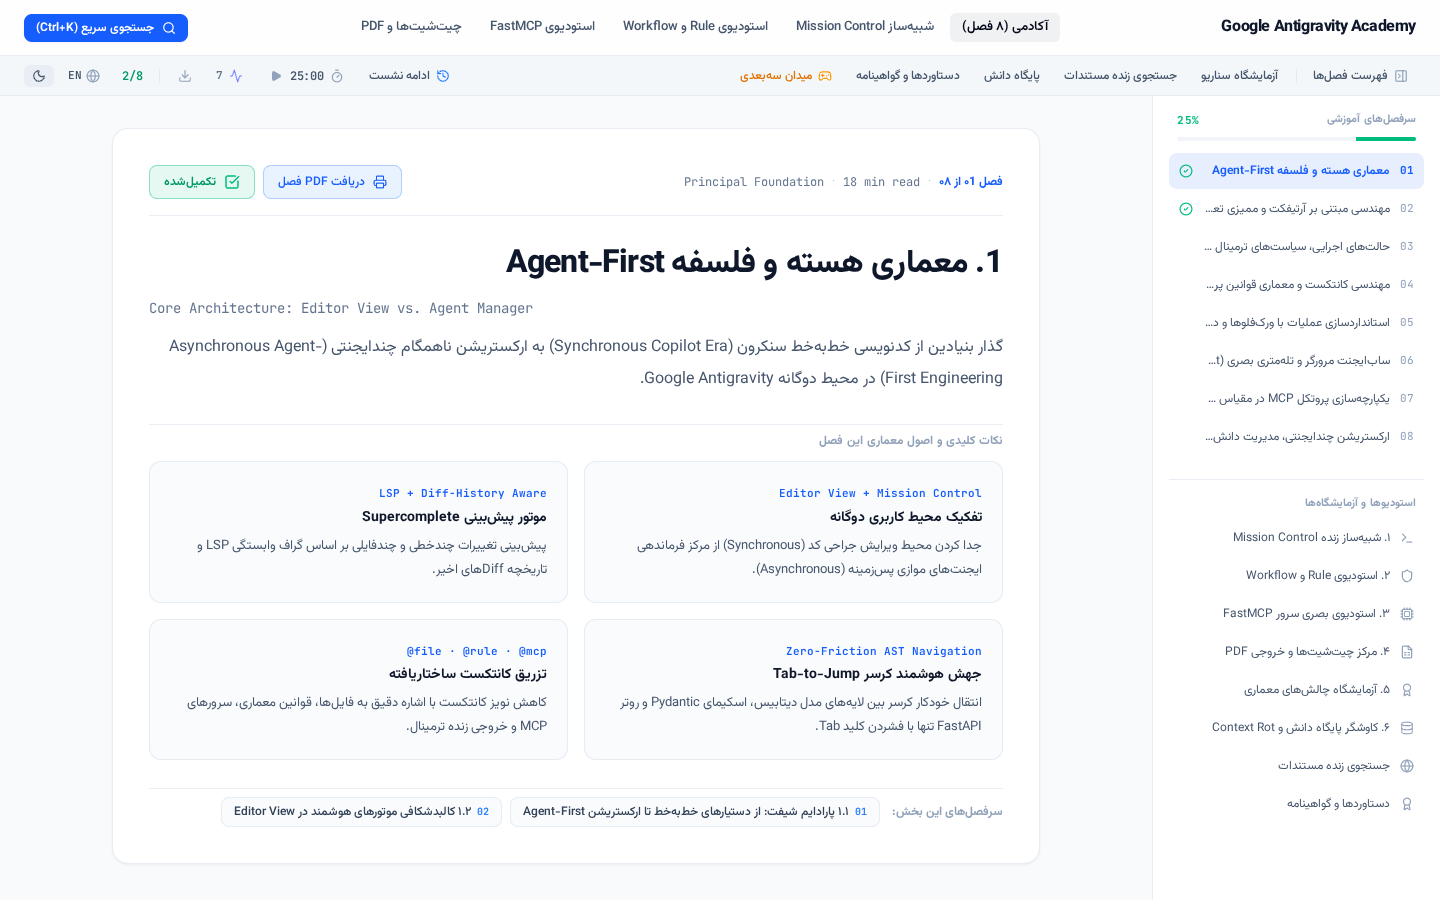 Google Antigravity Academy
آکادمی (۸ فصل)
شبیه‌ساز Mission Control
استودیوی Rule و Workflow
استودیوی FastMCP
چیت‌شیت‌ها و PDF
جستجوی سریع (Ctrl+K)
فهرست فصل‌ها
آزمایشگاه سناریو
جستجوی زنده مستندات
پایگاه دانش
دستاوردها و گواهینامه
میدان سه‌بعدی
ادامه نشست
25:00
7
2/8
EN
سرفصل‌های آموزشی
25%
01 معماری هسته و فلسفه Agent-First
02 مهندسی مبتنی بر آرتیفکت و ممیزی تعـ...
03 حالت‌های اجرایی، سیاست‌های ترمینال ...
04 مهندسی کانتکست و معماری قوانین پر...
05 استانداردسازی عملیات با ورک‌فلوها و د...
06 ساب‌ایجنت مرورگر و تله‌متری بصری (t...
07 یکپارچه‌سازی پروتکل MCP در مقیاس ...
08 ارکستریشن چندایجنتی، مدیریت دانش...
استودیوها و آزمایشگاه‌ها
۱. شبیه‌ساز زنده Mission Control
۲. استودیوی Rule و Workflow
۳. استودیوی بصری سرور FastMCP
۴. مرکز چیت‌شیت‌ها و خروجی PDF
۵. آزمایشگاه چالش‌های معماری
۶. کاوشگر پایگاه دانش و Context Rot
جستجوی زنده مستندات
دستاوردها و گواهینامه
فصل 01 از ۰۸ · 18 min read · Principal Foundation
دریافت PDF فصل
تکمیل‌شده
1. معماری هسته و فلسفه Agent-First
Core Architecture: Editor View vs. Agent Manager
گذار بنیادین از کدنویسی خط‌به‌خط سنکرون (Synchronous Copilot Era) به ارکستریشن ناهمگام چندایجنتی (Asynchronous Agent-
First Engineering) در محیط دوگانه Google Antigravity.
نکات کلیدی و اصول معماری این فصل
Editor View + Mission Control
تفکیک محیط کاربری دوگانه
جدا کردن محیط ویرایش جراحی کد (Synchronous) از مرکز فرماندهی
ایجنت‌های موازی پس‌زمینه (Asynchronous).
LSP + Diff-History Aware
موتور پیش‌بینی Supercomplete
پیش‌بینی تغییرات چندخطی و چندفایلی بر اساس گراف وابستگی LSP و
تاریخچه Diffهای اخیر.
Zero-Friction AST Navigation
جهش هوشمند کرسر Tab-to-Jump
انتقال خودکار کرسر بین لایه‌های مدل دیتابیس، اسکیمای Pydantic و روتر
FastAPI تنها با فشردن کلید Tab.
@file · @rule · @mcp
تزریق کانتکست ساختاریافته
کاهش نویز کانتکست با اشاره دقیق به فایل‌ها، قوانین معماری، سرورهای
MCP و خروجی زنده ترمینال.
سرفصل‌های این بخش:
01 ۱.۱ پارادایم شیفت: از دستیارهای خط‌به‌خط تا ارکستریشن Agent-First
02 ۱.۲ کالبدشکافی موتورهای هوشمند در Editor View